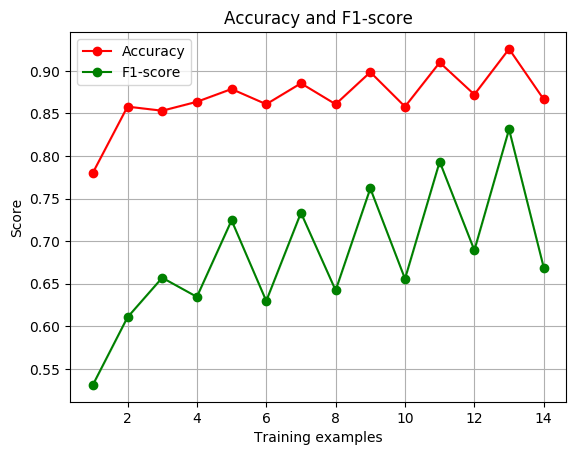 Accuracy and F1-score
Accuracy
F1-score
0.90
0.85
0.80
0.75
0.70
0.65
0.60
0.55
Score
2 4 6 8 10 12 14
Training examples